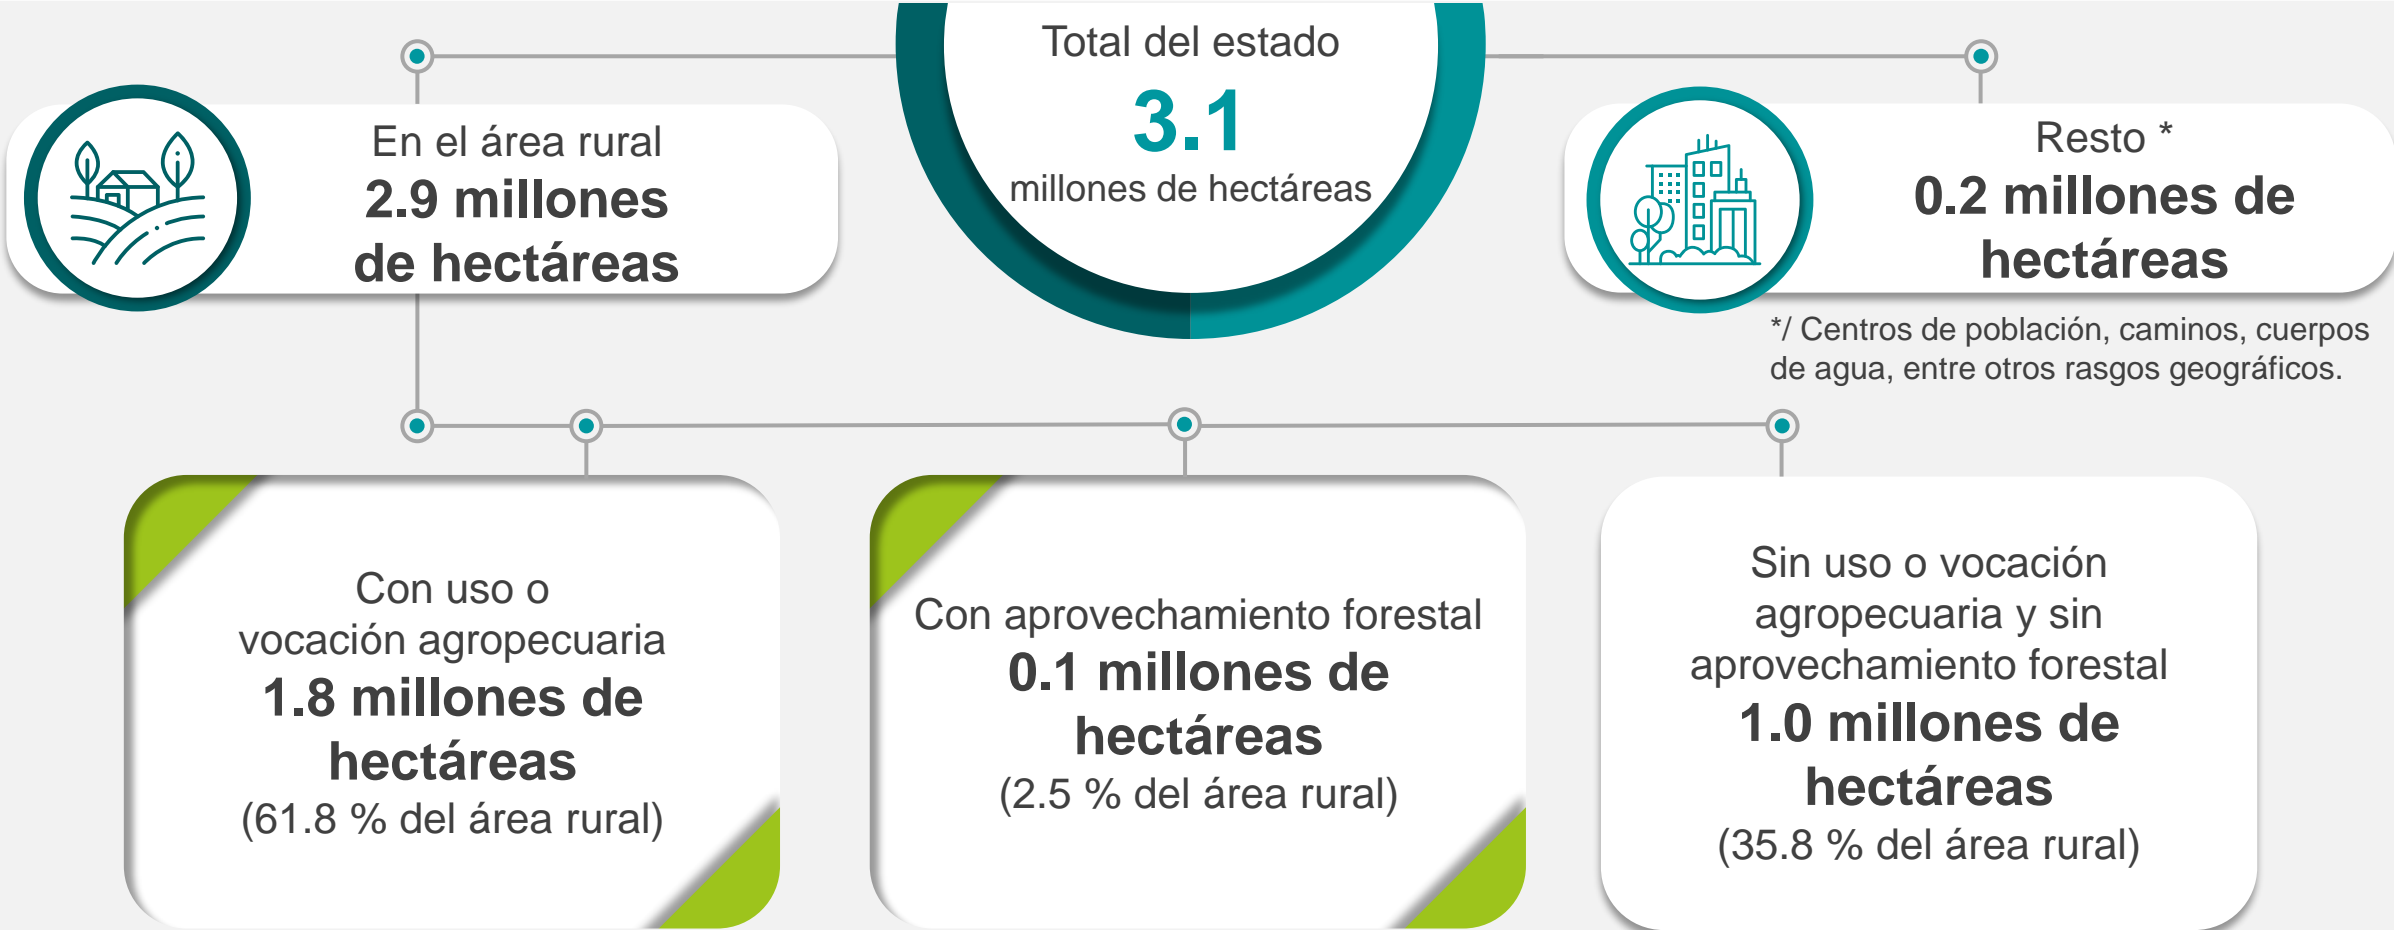 Total del estado
3.1
millones de hectáreas
En el área rural
2.9 millones
de hectáreas
Resto *
0.2 millones de
hectáreas
*/ Centros de población, caminos, cuerpos
de agua, entre otros rasgos geográficos.
Con uso o
vocación agropecuaria
1.8 millones de
hectáreas
(61.8 % del área rural)
Con aprovechamiento forestal
0.1 millones de
hectáreas
(2.5 % del área rural)
Sin uso o vocación
agropecuaria y sin
aprovechamiento forestal
1.0 millones de
hectáreas
(35.8 % del área rural)